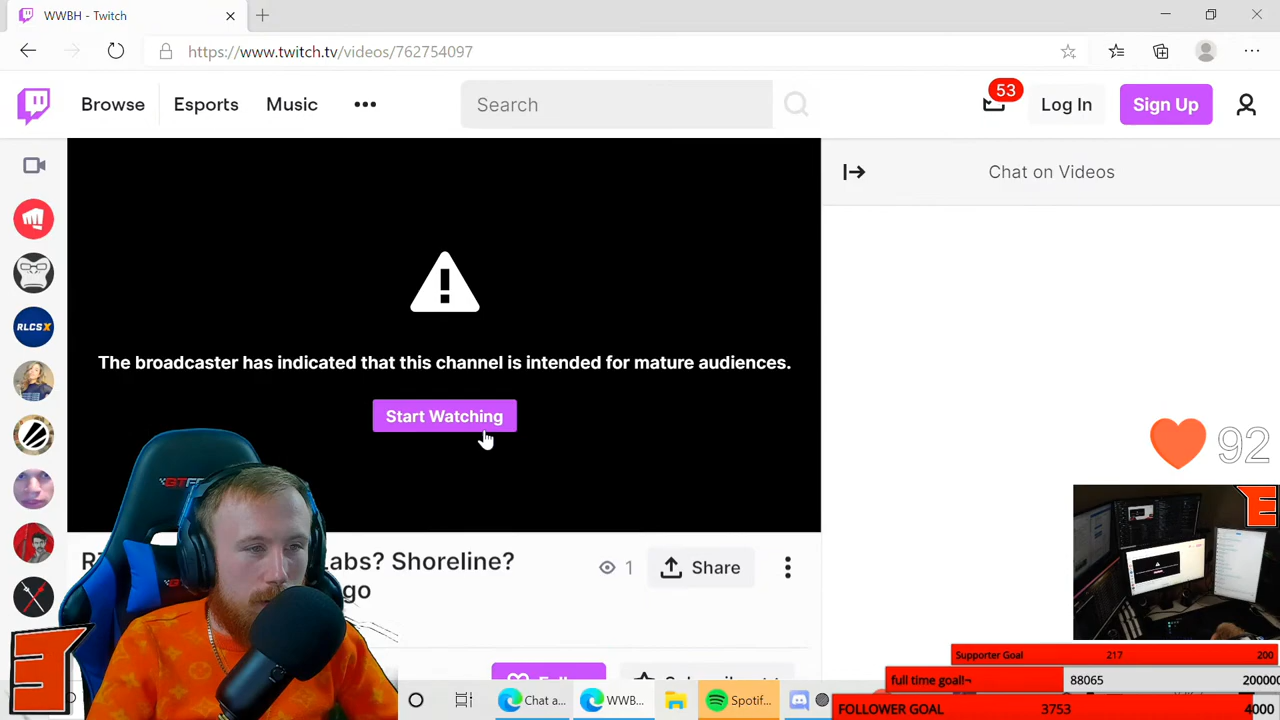 WWBH - Twitch
https://www.twitch.tv/videos/762754097
Browse
Esports
Music
Search
53
Log In
Sign Up
Chat on Videos
RLCS X
The broadcaster has indicated that this channel is intended for mature audiences.
Start Watching
92
Labs? Shoreline?
go
1
Share
Supporter Goal 217 200
full time goal!¬ 88065
FOLLOWER GOAL 3753 4000
Chat a...
WWB...
Spotif...